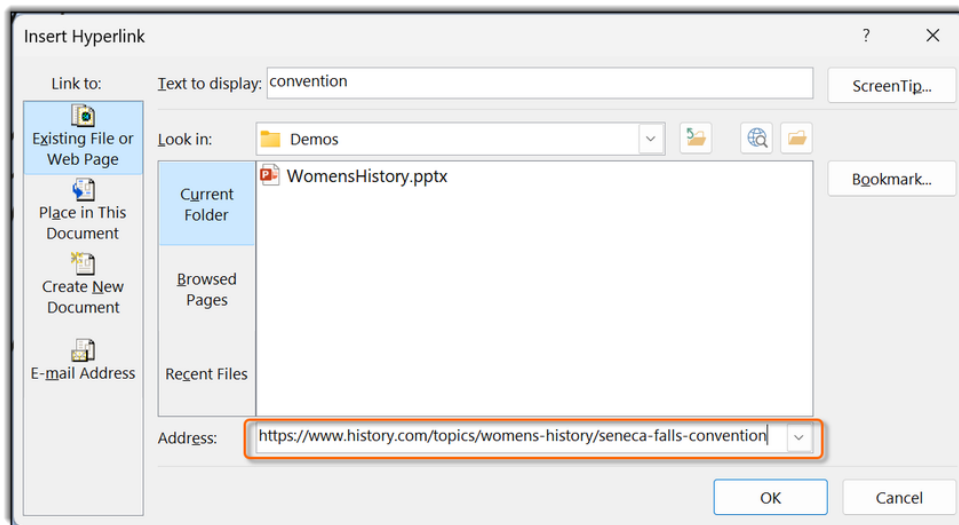 Insert Hyperlink
?
Link to:
Text to display:
convention
ScreenTip...
Existing File or
Web Page
Look in:
Demos
Current
Folder
WomensHistory.pptx
Bookmark...
Place in This
Document
Browsed
Pages
Create New
Document
E-mail Address
Recent Files
Address:
https://www.history.com/topics/womens-history/seneca-falls-convention
OK
Cancel